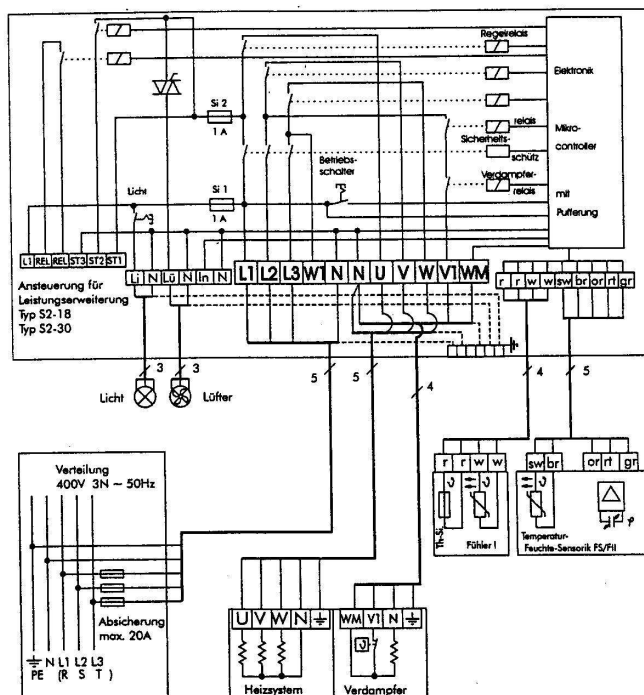 Regelrelais
Elektronik
Si 2
1 A
relais
Mikro-
controller
Sicherheits-
schütz
Betriebs-
schalter
Verdampfer-
relais
mit
Pufferung
Licht
Si 1
1 A
L1 REL REL ST3 ST2 ST1
Li N Lü N In N
L1 L2 L3 W1 N N U V W V1 WM
r r w w sw br or rt gr
Ansteuerung für
Leistungserweiterung
Typ S2-18
Typ S2-30
3 3 5 5 4 4 5
Licht
Lüfter
Verteilung
400V 3N ~ 50Hz
Absicherung
max. 20A
N L1 L2 L3
PE (R S T)
r r w w
Th-Si
Fühler I
sw br or rt gr
Temperatur-
Feuchte-Sensorik FS/FII
U V W N
Heizsystem
WM V1 N
Verdampfer